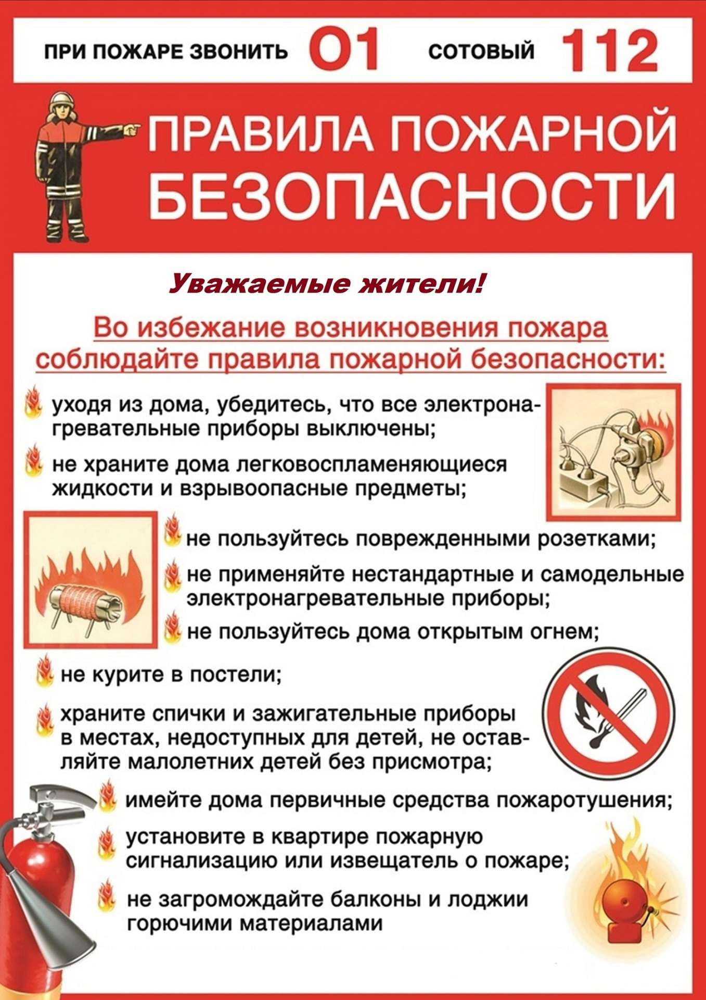 ПРИ ПОЖАРЕ ЗВОНИТЬ 01 СОТОВЫЙ 112
ПРАВИЛА ПОЖАРНОЙ
БЕЗОПАСНОСТИ
Уважаемые жители!
Во избежание возникновения пожара
соблюдайте правила пожарной безопасности:
уходя из дома, убедитесь, что все электрона-
гревательные приборы выключены;
не храните дома легковоспламеняющиеся
жидкости и взрывоопасные предметы;
не пользуйтесь поврежденными розетками;
не применяйте нестандартные и самодельные
электронагревательные приборы;
не пользуйтесь дома открытым огнем;
не курите в постели;
храните спички и зажигательные приборы
в местах, недоступных для детей, не остав-
ляйте малолетних детей без присмотра;
имейте дома первичные средства пожаротушения;
установите в квартире пожарную
сигнализацию или извещатель о пожаре;
не загромождайте балконы и лоджии
горючими материалами